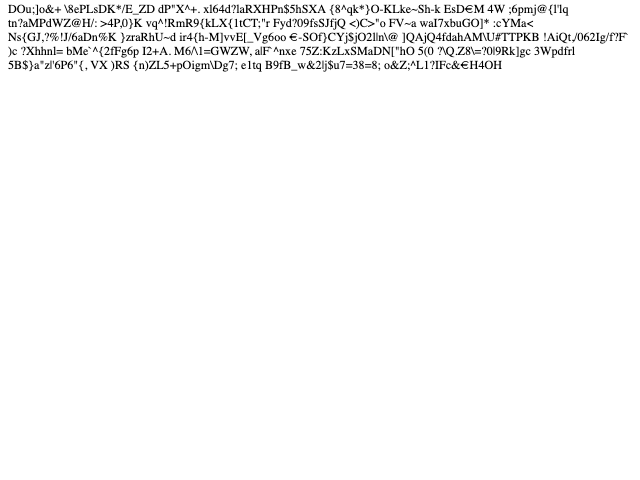 DOu;]o&+ \8ePLsDK*/E_ZD dP"X^+. xl64d?laRXHPn$5hSXA {8^qk*}O-KLke~Sh-k EsD€M 4W ;6pmj@{l'lq
tn?aMPdWZ@H/: >4P,0}K vq^!RmR9{kLX{1tCT;"r Fyd?09fsSJfjQ <)C>"o FV~a waI7xbuGO]* :cYMa<
Ns{GJ,?%!J/6aDn%K }zraRhU~d ir4{h-M]vvE[_Vg6oo €-SOf}CYj$jO2l|n\@ ]QAjQ4fdahAM\U#TTPKB !AiQt,/062Ig/f?F`
)c ?Xhhnl= bMe`^{2fFg6p I2+A. M6/\1=GWZW, a|F`^nxe 75Z:KzLxSMaDN["hO 5(0 ?\Q.Z8\=?0l9Rk]gc 3Wpdfrl
5B$}a"zl'6P6"{, VX )RS {n)ZL5+pOigm\Dg7; e1tq B9fB_w&2|j$u7=38=8; o&Z;^L1?IFc&€H4OH